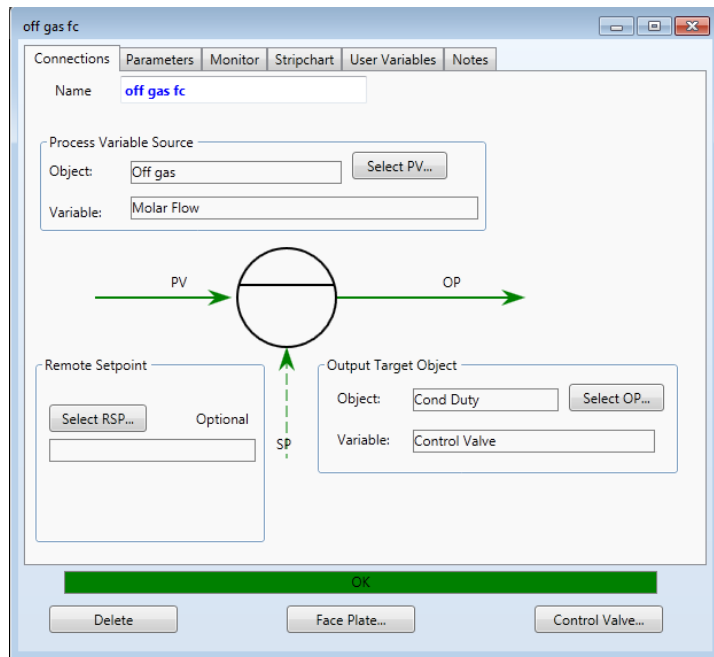 off gas fc
Connections Parameters Monitor Stripchart User Variables Notes
Name off gas fc
Process Variable Source
Object: Off gas Select PV...
Variable: Molar Flow
PV OP
Remote Setpoint Output Target Object
Object: Cond Duty Select OP...
Select RSP... Optional
SP Variable: Control Valve
OK
Delete Face Plate... Control Valve...